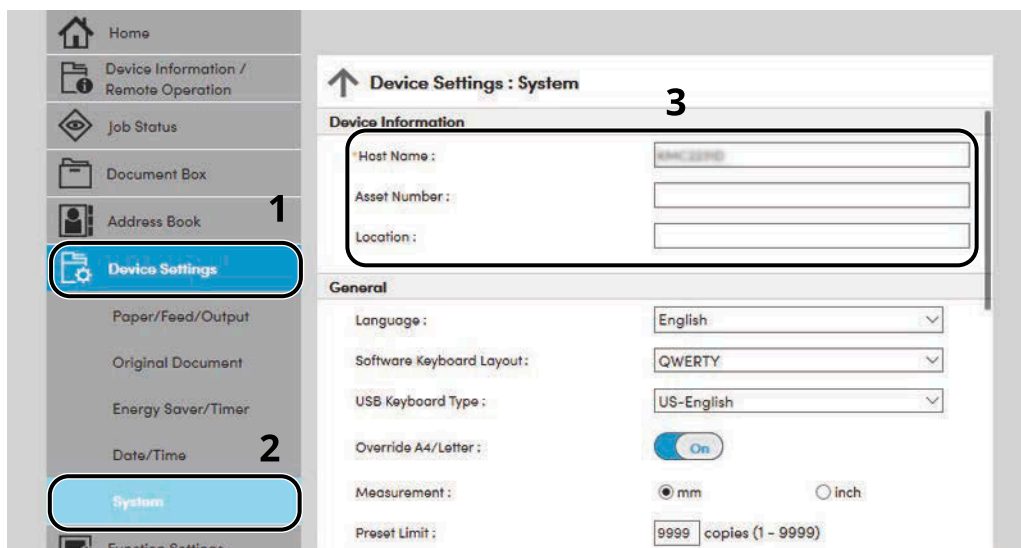 Home
Device Information /
Remote Operation
Job Status
Document Box
Address Book
1
Device Settings
Paper/Feed/Output
Original Document
Energy Saver/Timer
Date/Time
2
System
Function Settings
Device Settings : System
3
Device Information
*Host Name :
Asset Number :
Location :
General
Language : English
Software Keyboard Layout : QWERTY
USB Keyboard Type : US-English
Override A4/Letter : On
Measurement : mm inch
Preset Limit : 9999 copies (1 - 9999)